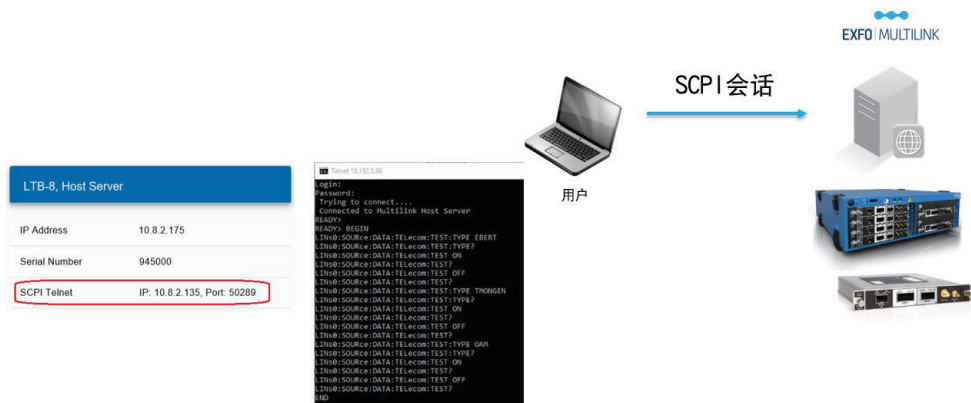 EXFO MULTILINK
SCPI会话
用户
LTB-8, Host Server
IP Address 10.8.2.175
Serial Number 945000
SCPI Telnet IP: 10.8.2.135, Port: 50289
Telnet 10.192.5.66
Login:
Password:
Trying to connect....
Connected to Multilink Host Server
READY>
READY> BEGIN
LINs0:SOURce:DATA:TELecom:TEST:TYPE EBERT
LINs0:SOURce:DATA:TELecom:TEST:TYPE?
LINs0:SOURce:DATA:TELecom:TEST ON
LINs0:SOURce:DATA:TELecom:TEST?
LINs0:SOURce:DATA:TELecom:TEST OFF
LINs0:SOURce:DATA:TELecom:TEST?
LINs0:SOURce:DATA:TELecom:TEST:TYPE TMONGEN
LINs0:SOURce:DATA:TELecom:TEST:TYPE?
LINs0:SOURce:DATA:TELecom:TEST ON
LINs0:SOURce:DATA:TELecom:TEST?
LINs0:SOURce:DATA:TELecom:TEST OFF
LINs0:SOURce:DATA:TELecom:TEST?
LINs0:SOURce:DATA:TELecom:TEST:TYPE OAM
LINs0:SOURce:DATA:TELecom:TEST:TYPE?
LINs0:SOURce:DATA:TELecom:TEST ON
LINs0:SOURce:DATA:TELecom:TEST?
LINs0:SOURce:DATA:TELecom:TEST OFF
LINs0:SOURce:DATA:TELecom:TEST?
END